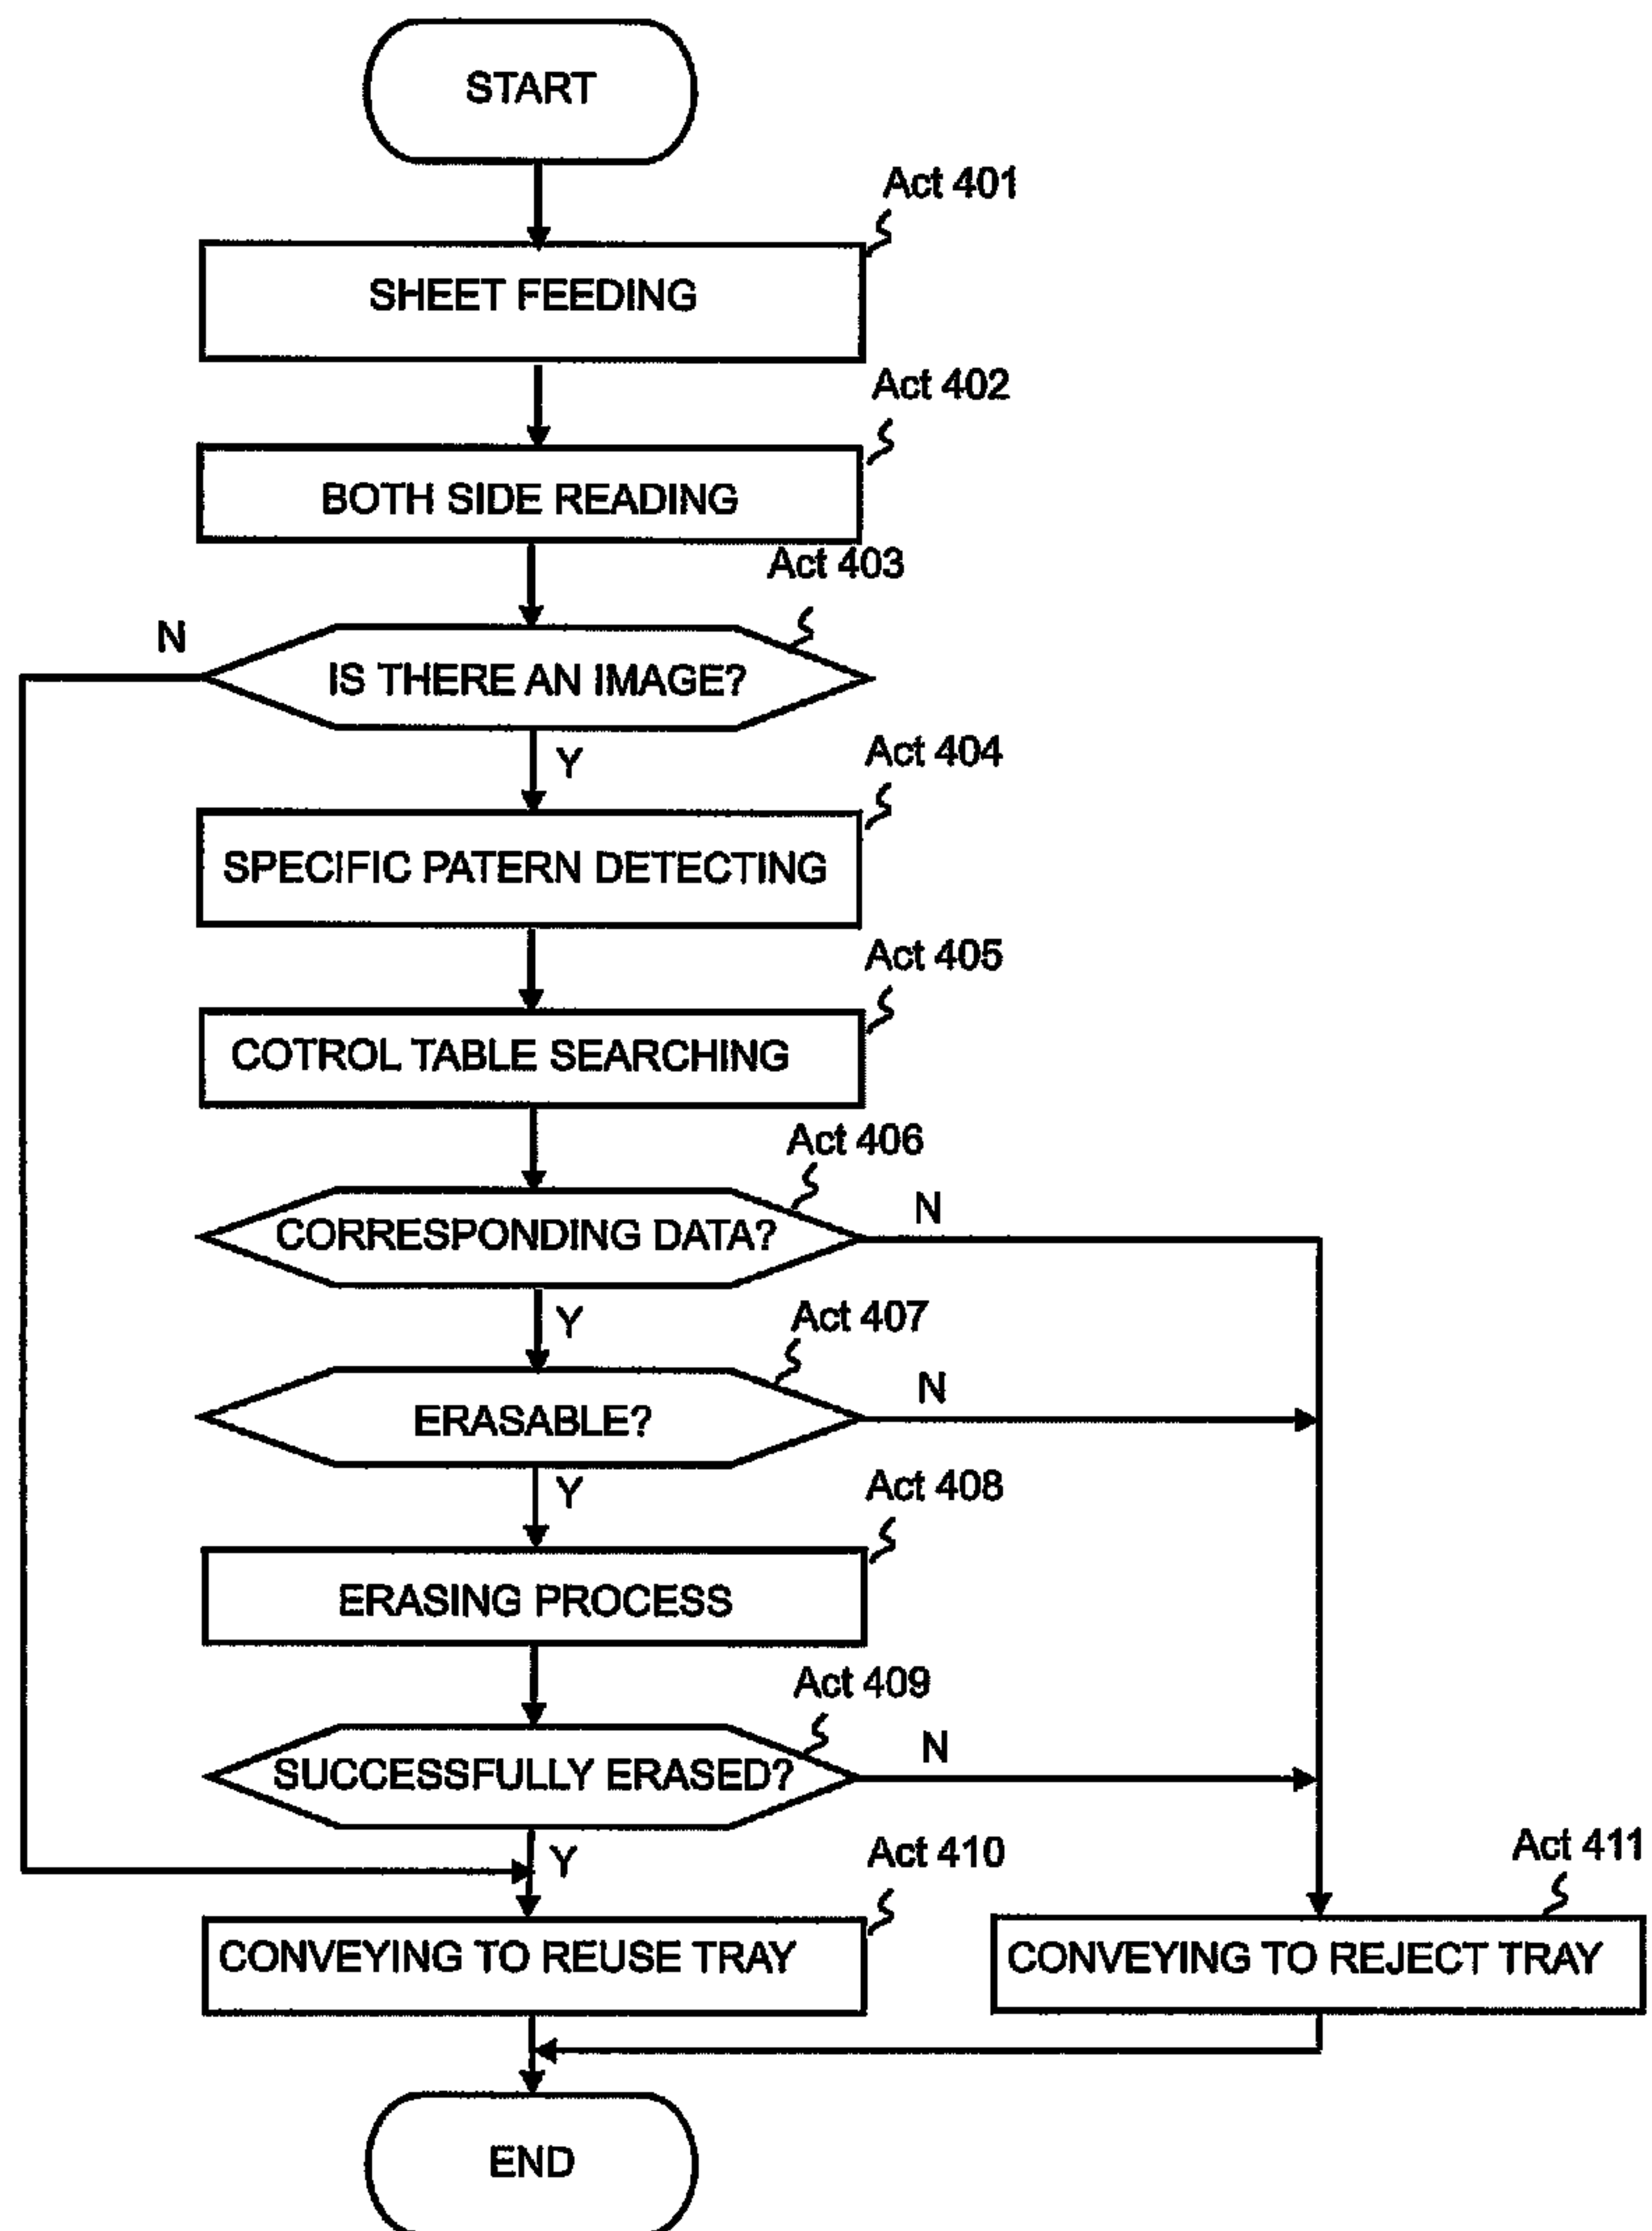 START
Act 401
SHEET FEEDING
Act 402
BOTH SIDE READING
Act 403
N
IS THERE AN IMAGE?
Y
Act 404
SPECIFIC PATERN DETECTING
Act 405
COTROL TABLE SEARCHING
Act 406
CORRESPONDING DATA?
N
Y
Act 407
ERASABLE?
N
Y
Act 408
ERASING PROCESS
Act 409
SUCCESSFULLY ERASED?
N
Y
Act 410
Act 411
CONVEYING TO REUSE TRAY
CONVEYING TO REJECT TRAY
END